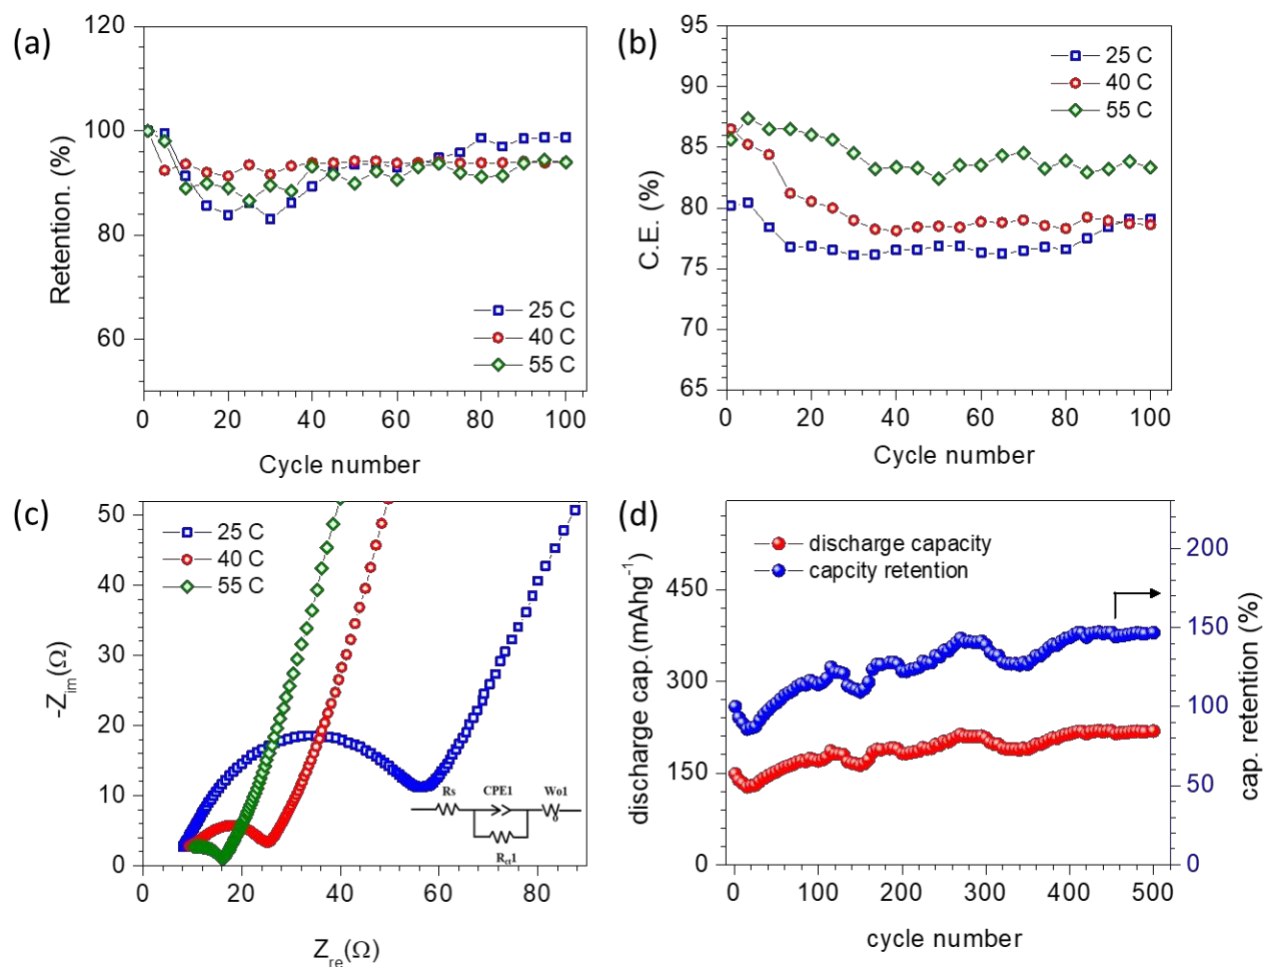 (a)
120
100
80
60
Retention. (%)
25 C
40 C
55 C
0 20 40 60 80 100
Cycle number
(b)
95
90
85
80
75
70
65
C.E. (%)
25 C
40 C
55 C
0 20 40 60 80 100
Cycle number
(c)
50
40
30
20
10
0
-Zim(Ω)
25 C
40 C
55 C
Rs CPE1 Wo1
Rct1
0 20 40 60 80
Zre(Ω)
(d)
450
300
150
0
discharge cap.(mAhg-1)
discharge capacity
capcity retention
200
150
100
50
0
cap. retention (%)
0 100 200 300 400 500
cycle number